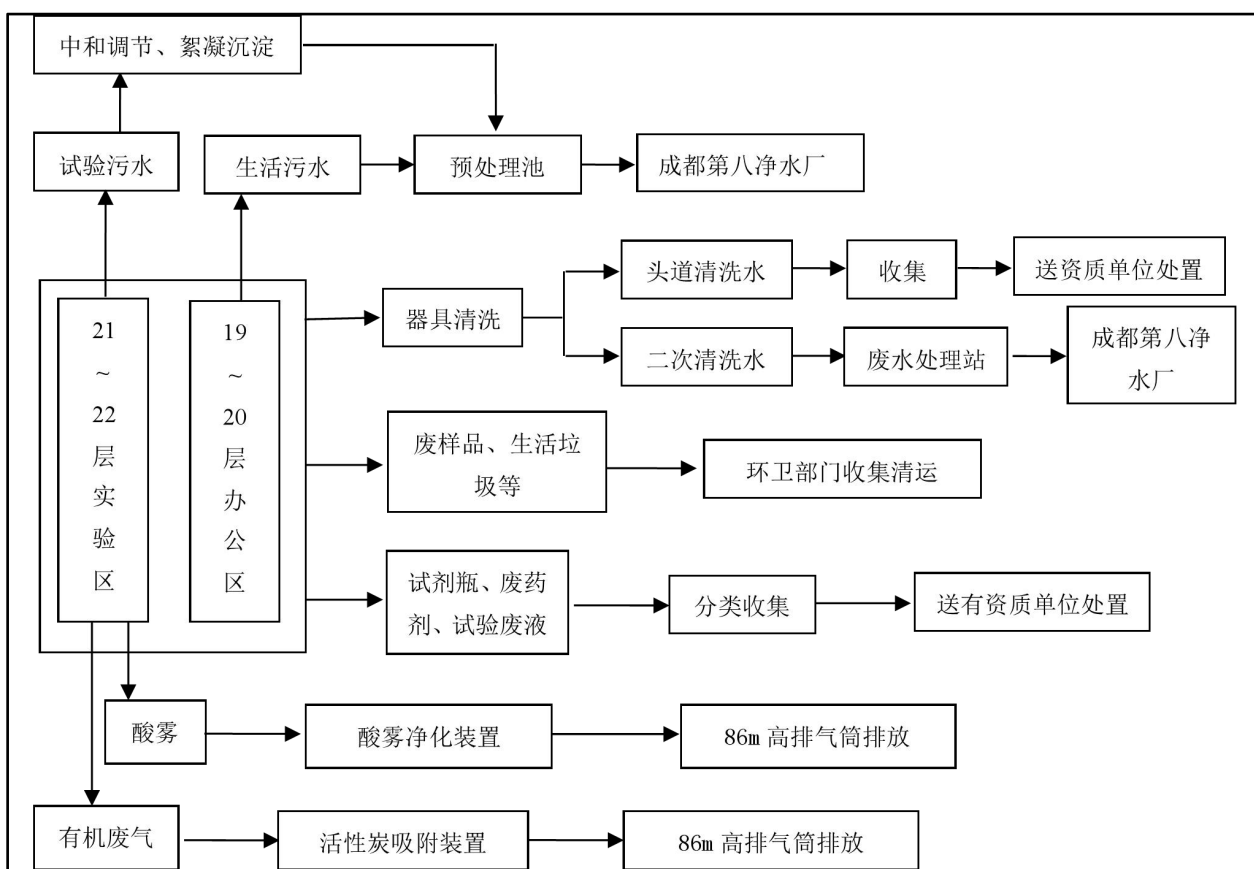 中和调节、絮凝沉淀
试验污水
生活污水
预处理池
成都第八净水厂
头道清洗水
收集
送资质单位处置
器具清洗
二次清洗水
废水处理站
成都第八净
水厂
21
~
22
层
实
验
区
19
~
20
层
办
公
区
废样品、生活垃
圾等
环卫部门收集清运
试剂瓶、废药
剂、试验废液
分类收集
送有资质单位处置
酸雾
酸雾净化装置
86m 高排气筒排放
有机废气
活性炭吸附装置
86m 高排气筒排放